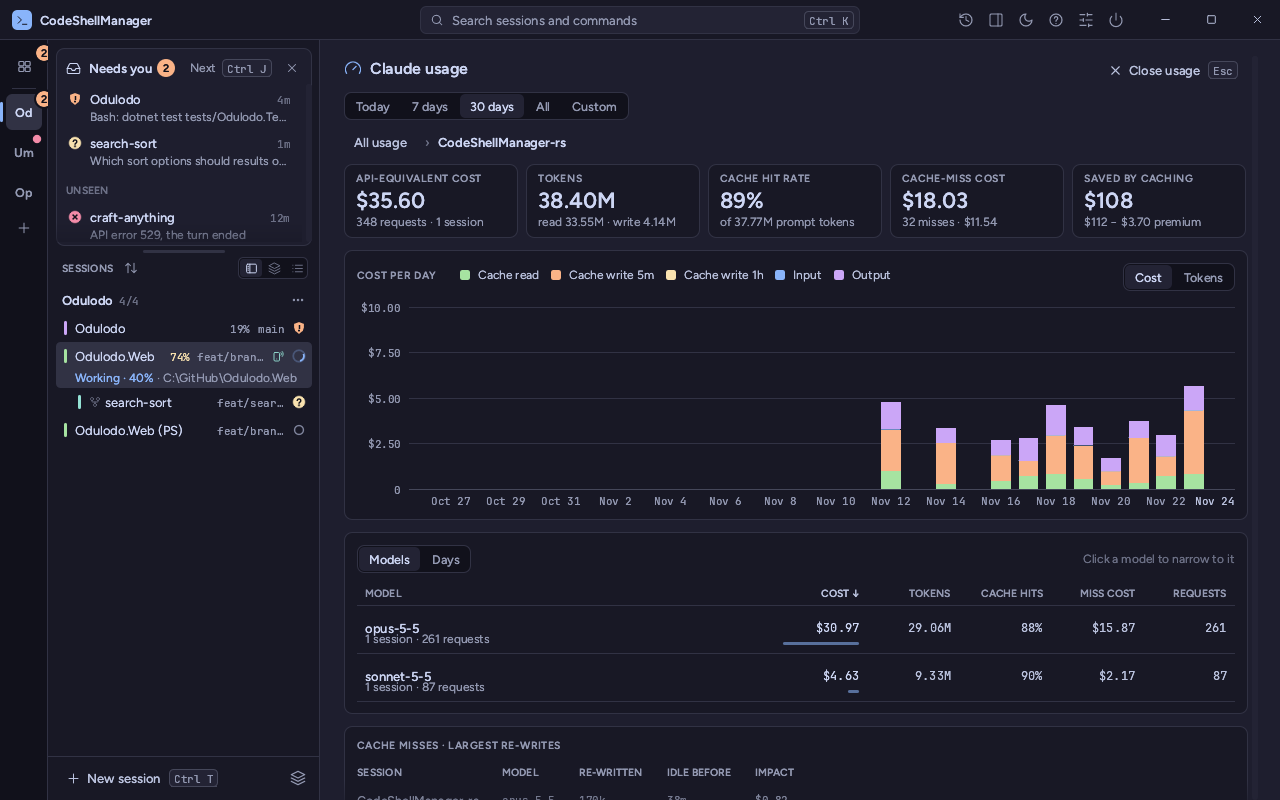 CodeShellManager
Search sessions and commands
Ctrl K
2
Needs you 2 Next Ctrl J
Odulodo 4m
Bash: dotnet test tests/Odulodo.Te…
search-sort 1m
Which sort options should results o…
UNSEEN
craft-anything 12m
API error 529, the turn ended
2
Od
Um
Op
SESSIONS
Odulodo 4/4
Odulodo 19% main
Odulodo.Web 74% feat/bran…
Working · 40% · C:\GitHub\Odulodo.Web
search-sort feat/sear…
Odulodo.Web (PS) feat/bran…
New session Ctrl T
Claude usage
Close usage Esc
Today 7 days 30 days All Custom
All usage › CodeShellManager-rs
API-EQUIVALENT COST
$35.60
348 requests · 1 session
TOKENS
38.40M
read 33.55M · write 4.14M
CACHE HIT RATE
89%
of 37.77M prompt tokens
CACHE-MISS COST
$18.03
32 misses · $11.54
SAVED BY CACHING
$108
$112 − $3.70 premium
COST PER DAY Cache read Cache write 5m Cache write 1h Input Output
Cost Tokens
$10.00
$7.50
$5.00
$2.50
0
Oct 27 Oct 29 Oct 31 Nov 2 Nov 4 Nov 6 Nov 8 Nov 10 Nov 12 Nov 14 Nov 16 Nov 18 Nov 20 Nov 22 Nov 24
Models Days
Click a model to narrow to it
MODEL COST ↓ TOKENS CACHE HITS MISS COST REQUESTS
opus-5-5 $30.97 29.06M 88% $15.87 261
1 session · 261 requests
sonnet-5-5 $4.63 9.33M 90% $2.17 87
1 session · 87 requests
CACHE MISSES · LARGEST RE-WRITES
SESSION MODEL RE-WRITTEN IDLE BEFORE IMPACT
CodeShellManager-rs opus-5-5 170k 38m $0.82